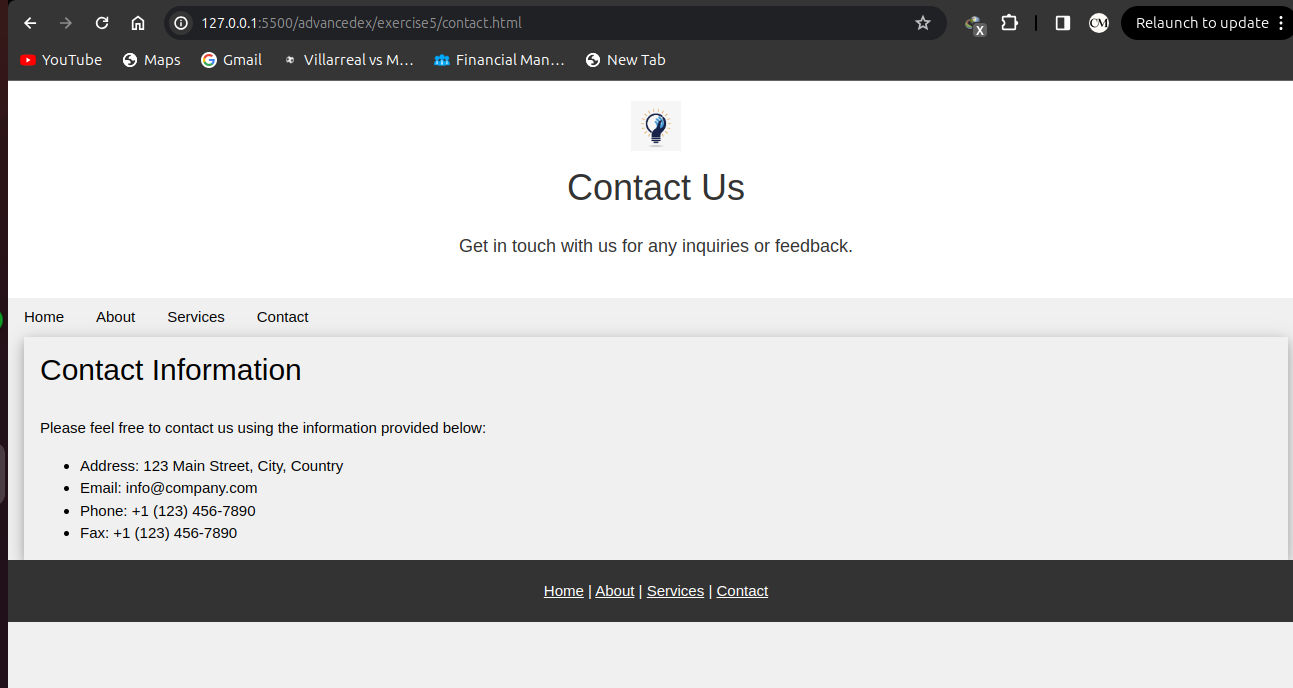 127.0.0.1:5500/advancedex/exercise5/contact.html
X
CM
Relaunch to update
YouTube Maps Gmail Villarreal vs M... Financial Man... New Tab
Contact Us
Get in touch with us for any inquiries or feedback.
Home About Services Contact
Contact Information
Please feel free to contact us using the information provided below:
• Address: 123 Main Street, City, Country
• Email: info@company.com
• Phone: +1 (123) 456-7890
• Fax: +1 (123) 456-7890
Home | About | Services | Contact